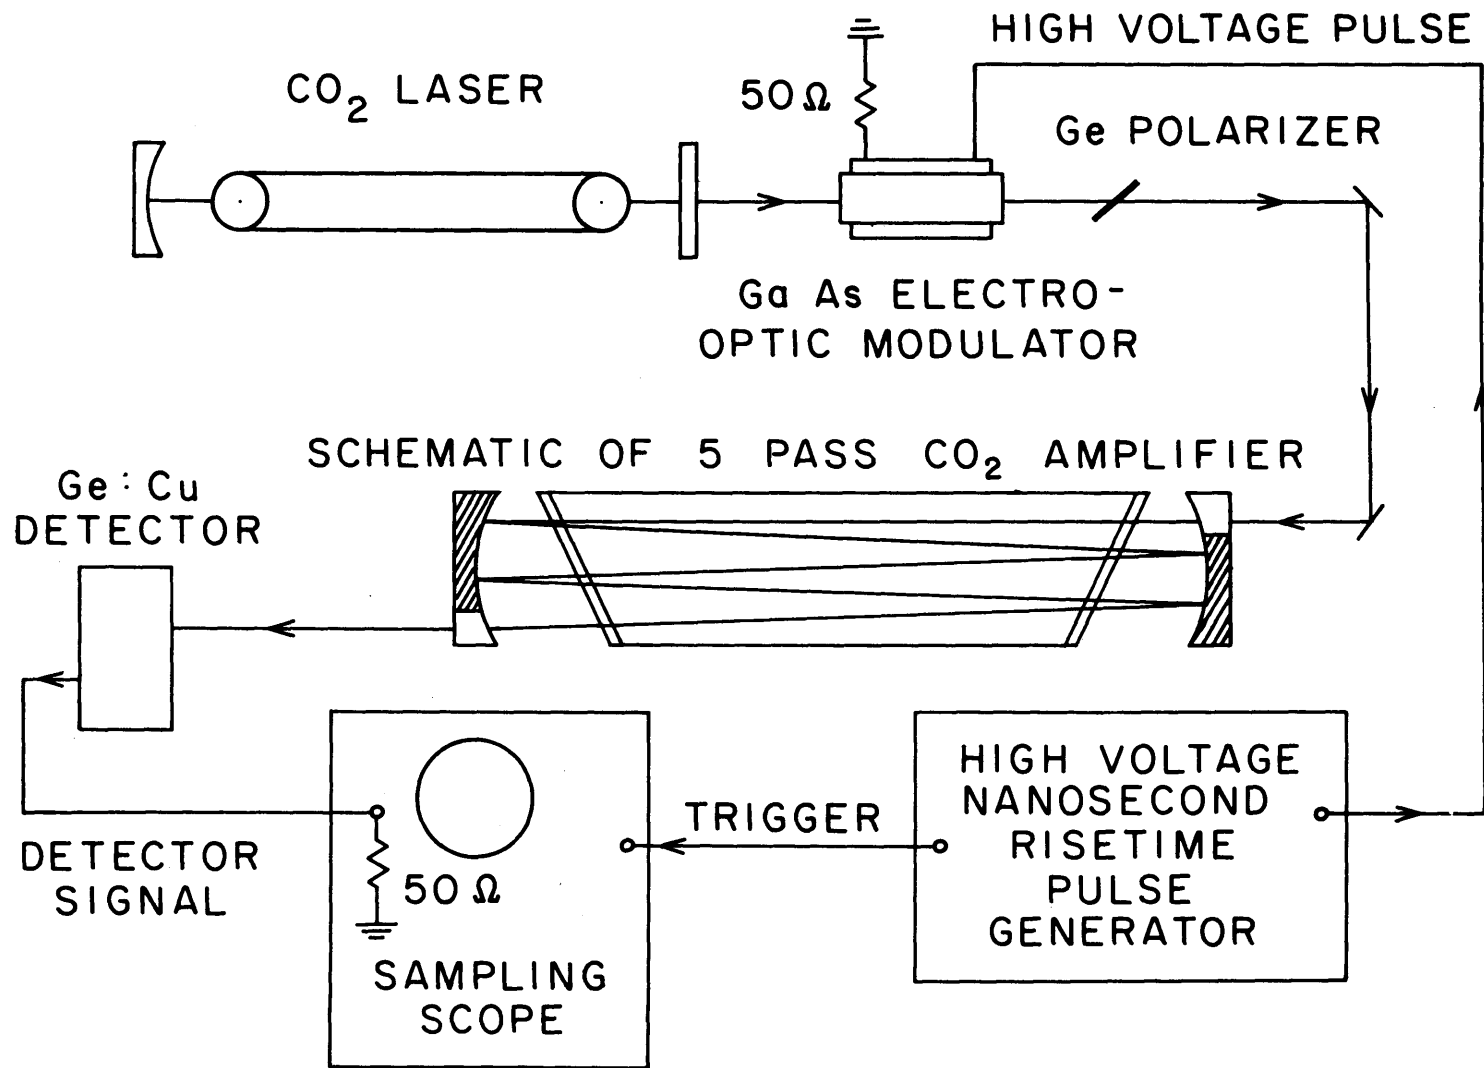 HIGH VOLTAGE PULSE
CO₂ LASER
50Ω
Ge POLARIZER
Ga As ELECTRO-
OPTIC MODULATOR
SCHEMATIC OF 5 PASS CO₂ AMPLIFIER
Ge:Cu
DETECTOR
HIGH VOLTAGE
NANOSECOND
RISETIME
PULSE
GENERATOR
TRIGGER
DETECTOR
SIGNAL
50Ω
SAMPLING
SCOPE